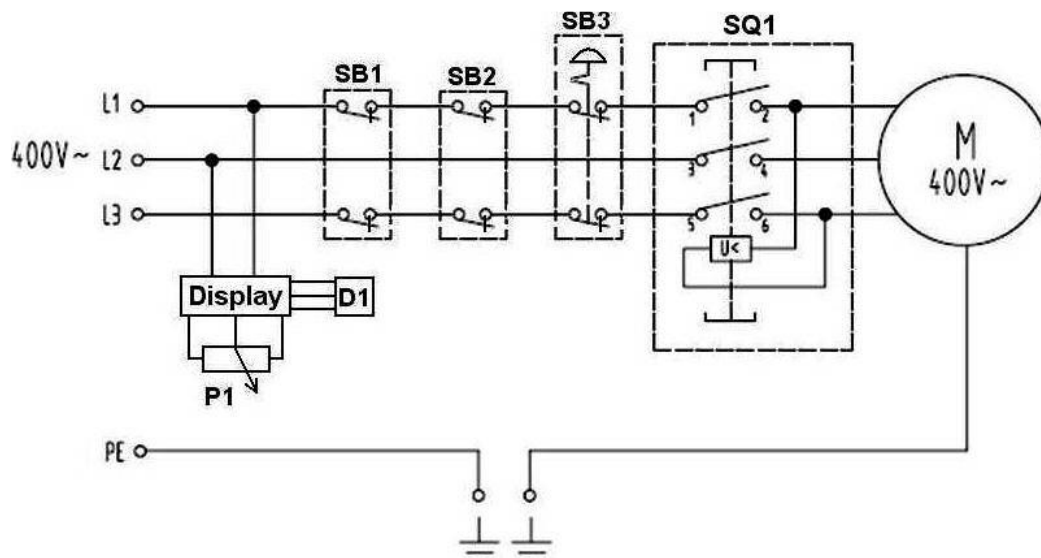 SB3
SQ1
SB1
SB2
L1
1
2
M
400V~
400V~
L2
3
4
L3
5
6
U<
Display
D1
P1
PE